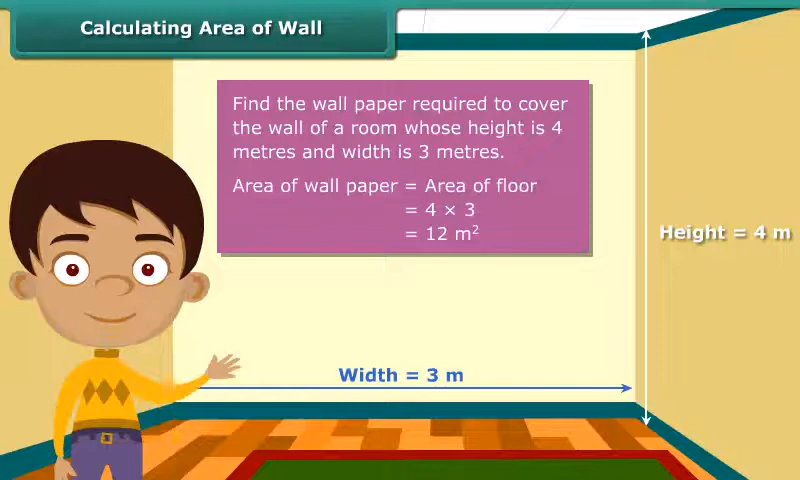 Calculating Area of Wall
Find the wall paper required to cover
the wall of a room whose height is 4
metres and width is 3 metres.
Area of wall paper = Area of floor
= 4 × 3
= 12 m²
Height = 4 m
Width = 3 m